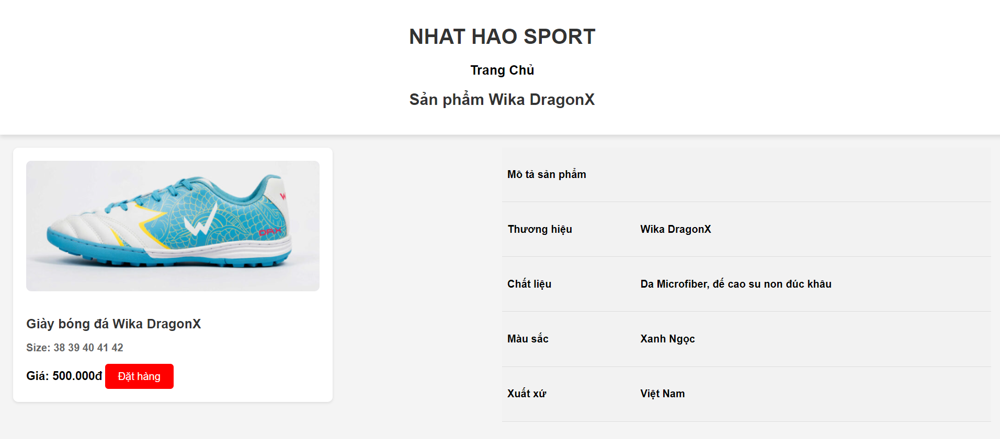 NHAT HAO SPORT
Trang Chủ
Sản phẩm Wika DragonX
W
W
DRX
Giày bóng đá Wika DragonX
Size: 38 39 40 41 42
Giá: 500.000đ Đặt hàng
Mô tả sản phẩm
Thương hiệu Wika DragonX
Chất liệu Da Microfiber, đế cao su non đúc khâu
Màu sắc Xanh Ngọc
Xuất xứ Việt Nam